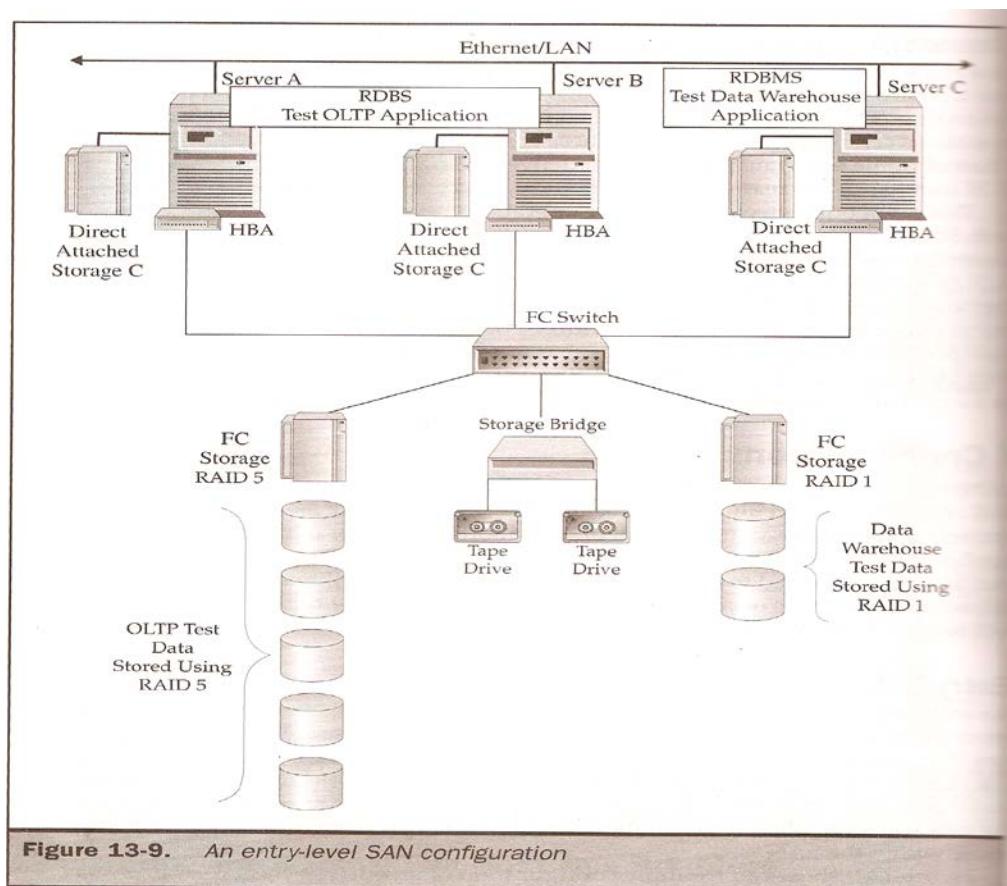 Ethernet/LAN
Server A
RDBS
Test OLTP Application
Server B
RDBMS
Test Data Warehouse
Application
Server C
Direct
Attached
Storage C
HBA
Direct
Attached
Storage C
HBA
Direct
Attached
Storage C
HBA
FC Switch
FC
Storage
RAID 5
Storage Bridge
Tape
Drive
Tape
Drive
FC
Storage
RAID 1
Data
Warehouse
Test Data
Stored Using
RAID 1
OLTP Test
Data
Stored Using
RAID 5
Figure 13-9. An entry-level SAN configuration